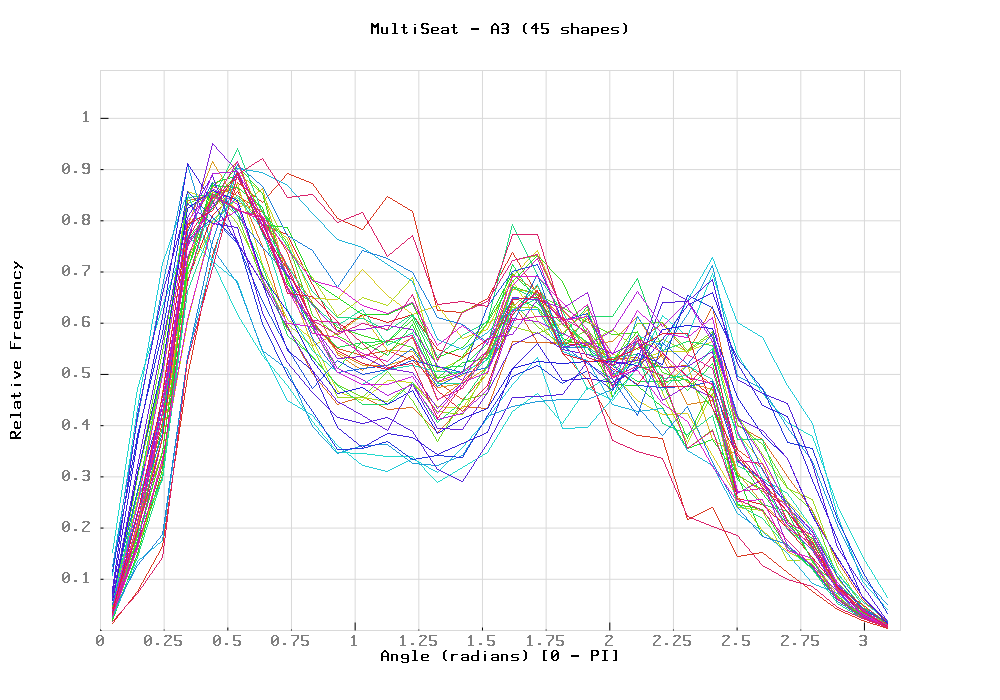 MultiSeat - A3 (45 shapes)
Relative Frequency
1
0.9
0.8
0.7
0.6
0.5
0.4
0.3
0.2
0.1
0 0.25 0.5 0.75 1 1.25 1.5 1.75 2 2.25 2.5 2.75 3
Angle (radians) [0 - PI]